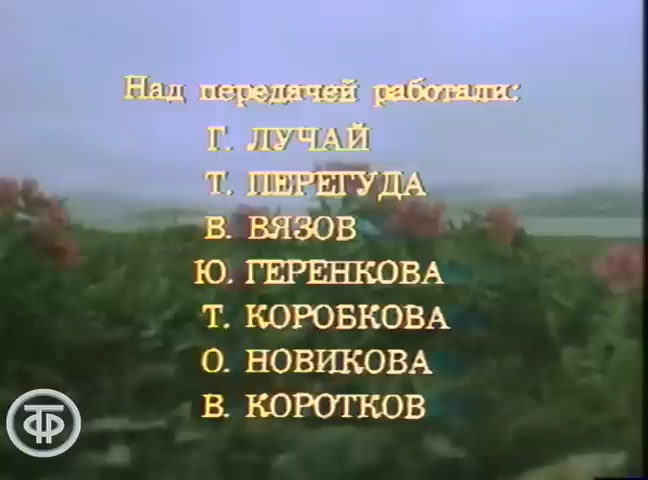 Над передачей работали:
Г. ЛУЧАЙ
Т. ПЕРЕГУДА
В. ВЯЗОВ
Ю. ГЕРЕНКОВА
Т. КОРОБКОВА
О. НОВИКОВА
В. КОРОТКОВ